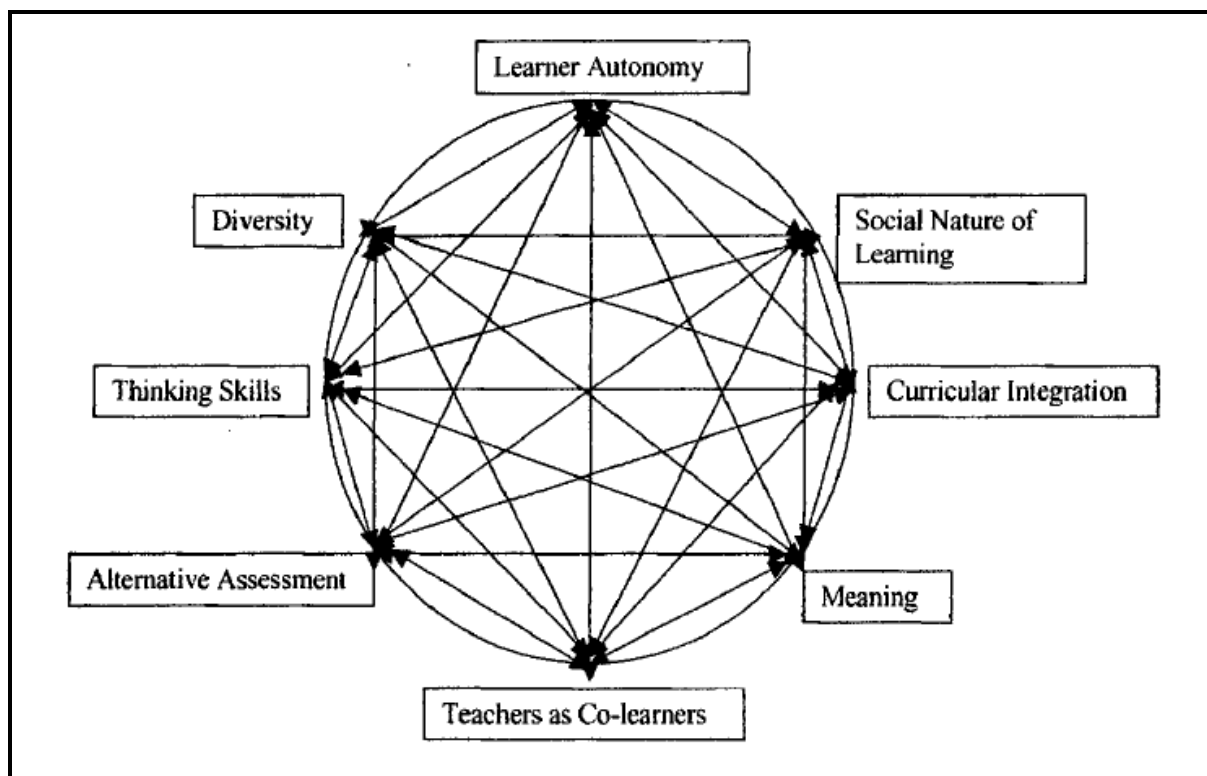 Learner Autonomy
Diversity
Social Nature of
Learning
Thinking Skills
Curricular Integration
Alternative Assessment
Meaning
Teachers as Co-learners